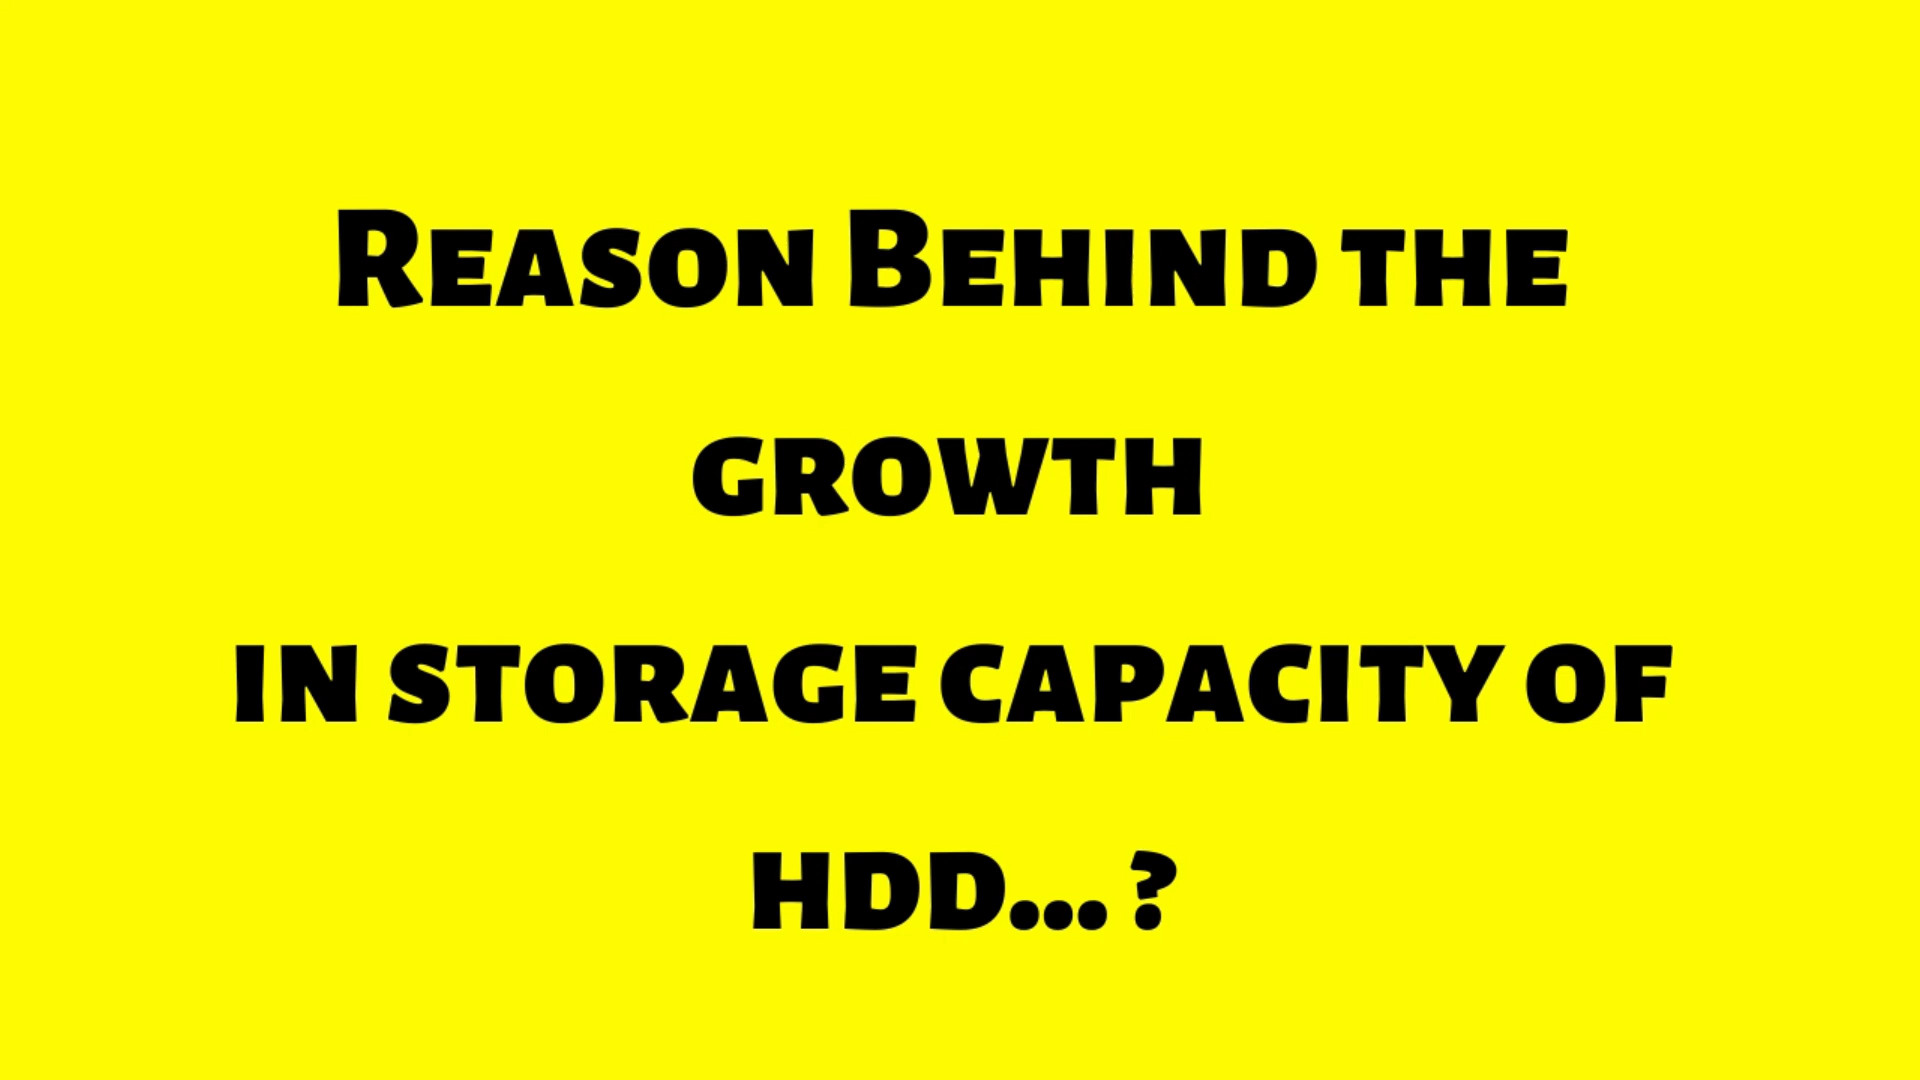 Reason Behind the
growth
in storage capacity of
HDD... ?